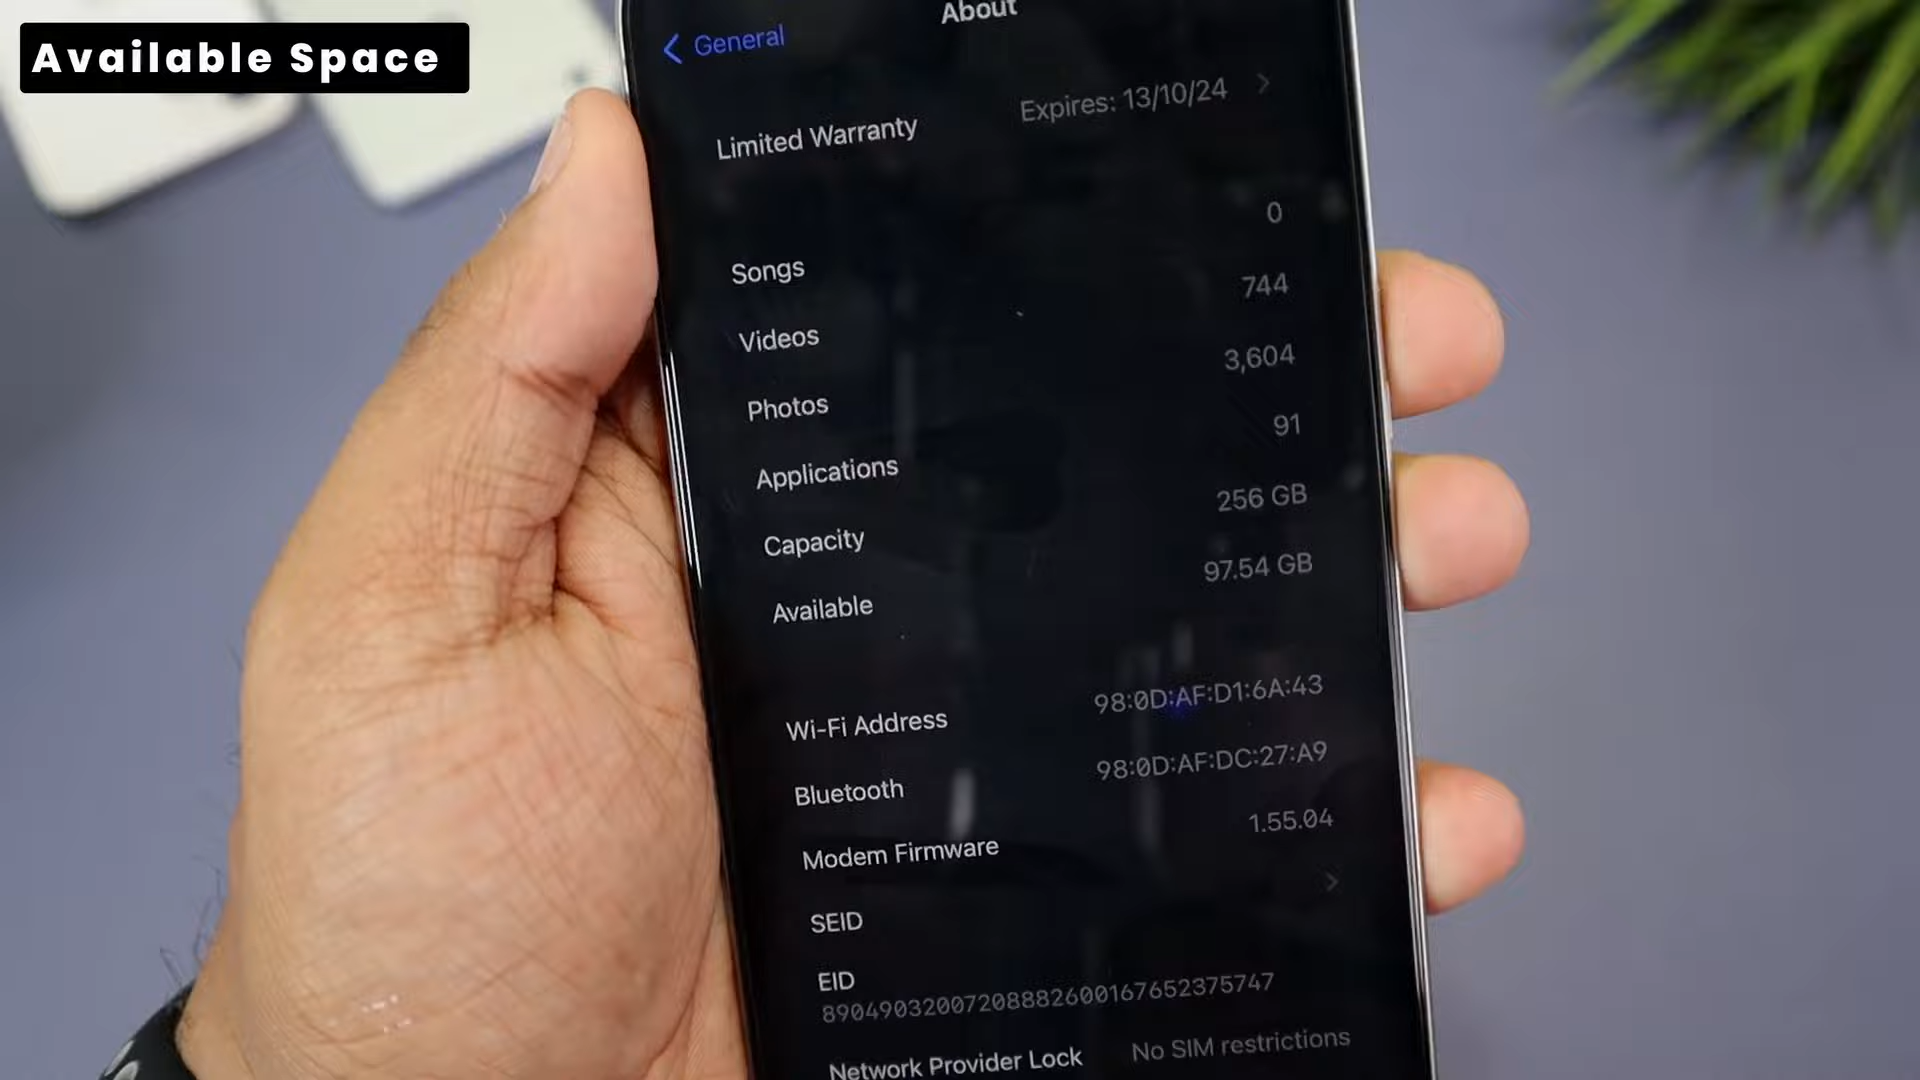 Available Space
About
General
Limited Warranty Expires: 13/10/24
Songs 0
Videos 744
Photos 3,604
Applications 91
Capacity 256 GB
Available 97.54 GB
Wi-Fi Address 98:0D:AF:D1:6A:43
Bluetooth 98:0D:AF:DC:27:A9
Modem Firmware 1.55.04
SEID
EID
89049032007208882600167652375747
Network Provider Lock No SIM restrictions